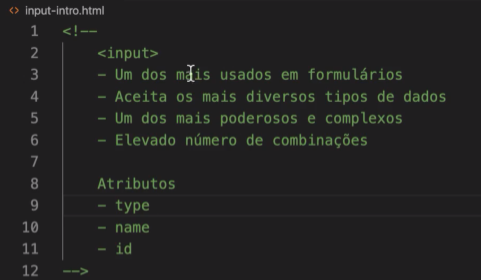 <> input-intro.html
1 <!--
2 <input>
3 - Um dos mais usados em formulários
4 - Aceita os mais diversos tipos de dados
5 - Um dos mais poderosos e complexos
6 - Elevado número de combinações
7
8 Atributos
9 - type
10 - name
11 - id
12 -->